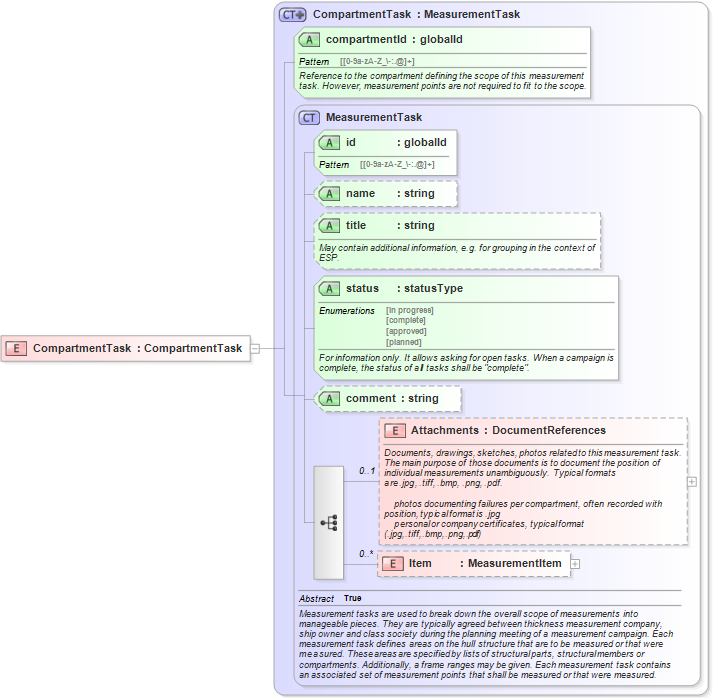 CT CompartmentTask : MeasurementTask
A compartmentId : globalId
Pattern [[0-9a-zA-Z_\-:.@]+]
Reference to the compartment defining the scope of this measurement
task. However, measurement points are not required to fit to the scope.
CT MeasurementTask
A id : globalId
Pattern [[0-9a-zA-Z_\-:.@]+]
A name : string
A title : string
May contain additional information, e.g. for grouping in the context of
ESP.
A status : statusType
Enumerations [in progress]
[complete]
[approved]
[planned]
For information only. It allows asking for open tasks. When a campaign is
complete, the status of all tasks shall be "complete".
E CompartmentTask : CompartmentTask
A comment : string
E Attachments : DocumentReferences
0..1
Documents, drawings, sketches, photos related to this measurement task.
The main purpose of those documents is to document the position of
individual measurements unambiguously. Typical formats
are .jpg, .tiff, .bmp, .png, .pdf.
photos documenting failures per compartment, often recorded with
position, typical format is .jpg
personal or company certificates, typical format
(.jpg, .tiff, .bmp, .png, .pdf)
0..*
E Item : MeasurementItem
Abstract True
Measurement tasks are used to break down the overall scope of measurements into
manageable pieces. They are typically agreed between thickness measurement company,
ship owner and class society during the planning meeting of a measurement campaign. Each
measurement task defines areas on the hull structure that are to be measured or that were
measured. These areas are specified by lists of structural parts, structural members or
compartments. Additionally, a frame ranges may be given. Each measurement task contains
an associated set of measurement points that shall be measured or that were measured.